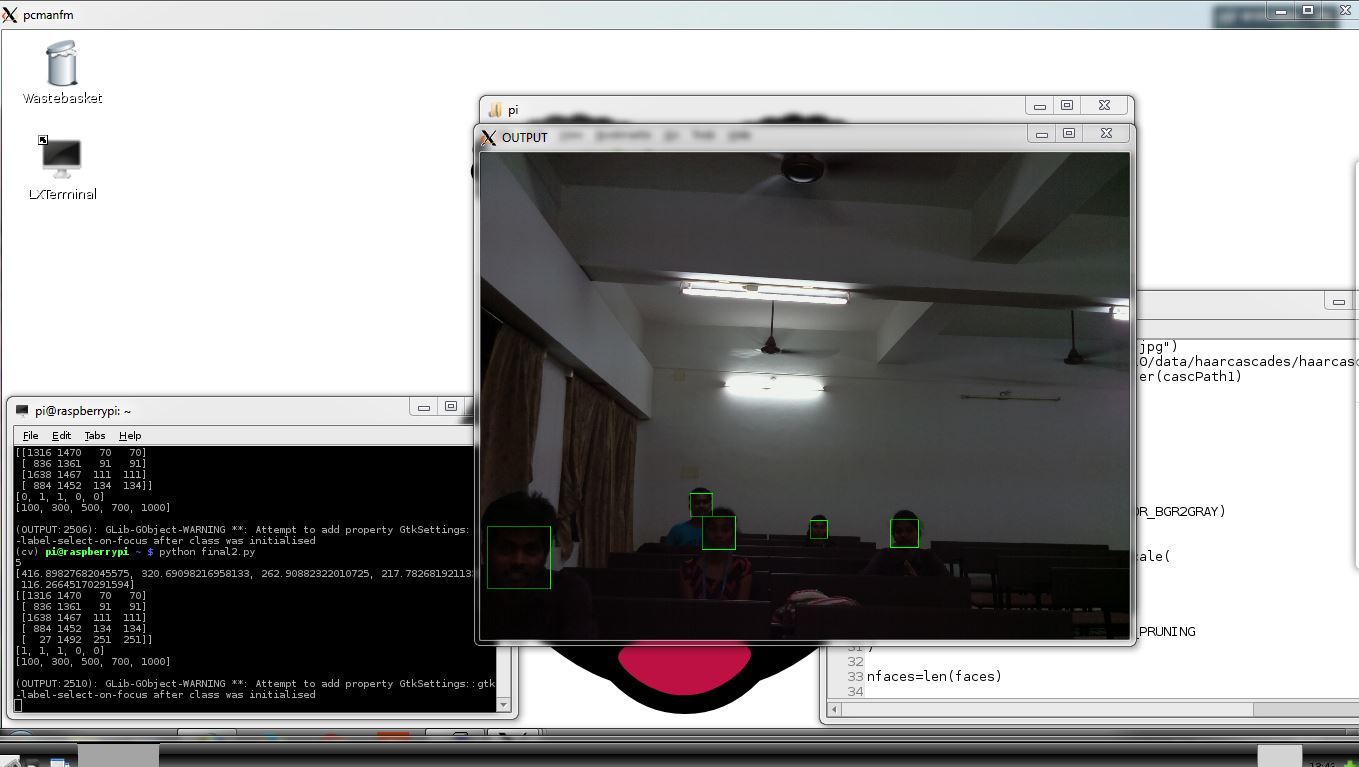 pcmanfm
Wastebasket
LXTerminal
pi
OUTPUT
pi@raspberrypi: ~
File Edit Tabs Help
[[1316 1470 70 70]
[ 836 1361 91 91]
[1638 1467 111 111]
[ 884 1452 134 134]]
[0, 1, 1, 0, 0]
[100, 300, 500, 700, 1000]
(OUTPUT:2506): GLib-GObject-WARNING **: Attempt to add property GtkSettings:
-label-select-on-focus after class was initialised
(cv) pi@raspberrypi ~ $ python final2.py
5
[416.89827682045575, 320.69098216958133, 262.90882322010725, 217.782681921133
116.26645170291594]
[[1316 1470 70 70]
[ 836 1361 91 91]
[1638 1467 111 111]
[ 884 1452 134 134]
[ 27 1492 251 251]]
[1, 1, 1, 0, 0]
[100, 300, 500, 700, 1000]
(OUTPUT:2510): GLib-GObject-WARNING **: Attempt to add property GtkSettings::gtk
-label-select-on-focus after class was initialised
jpg")
0/data/haarcascades/haarcasc
er(cascPath1)
OR_BGR2GRAY)
cale(
_PRUNING
31 )
32
33 nfaces=len(faces)
34